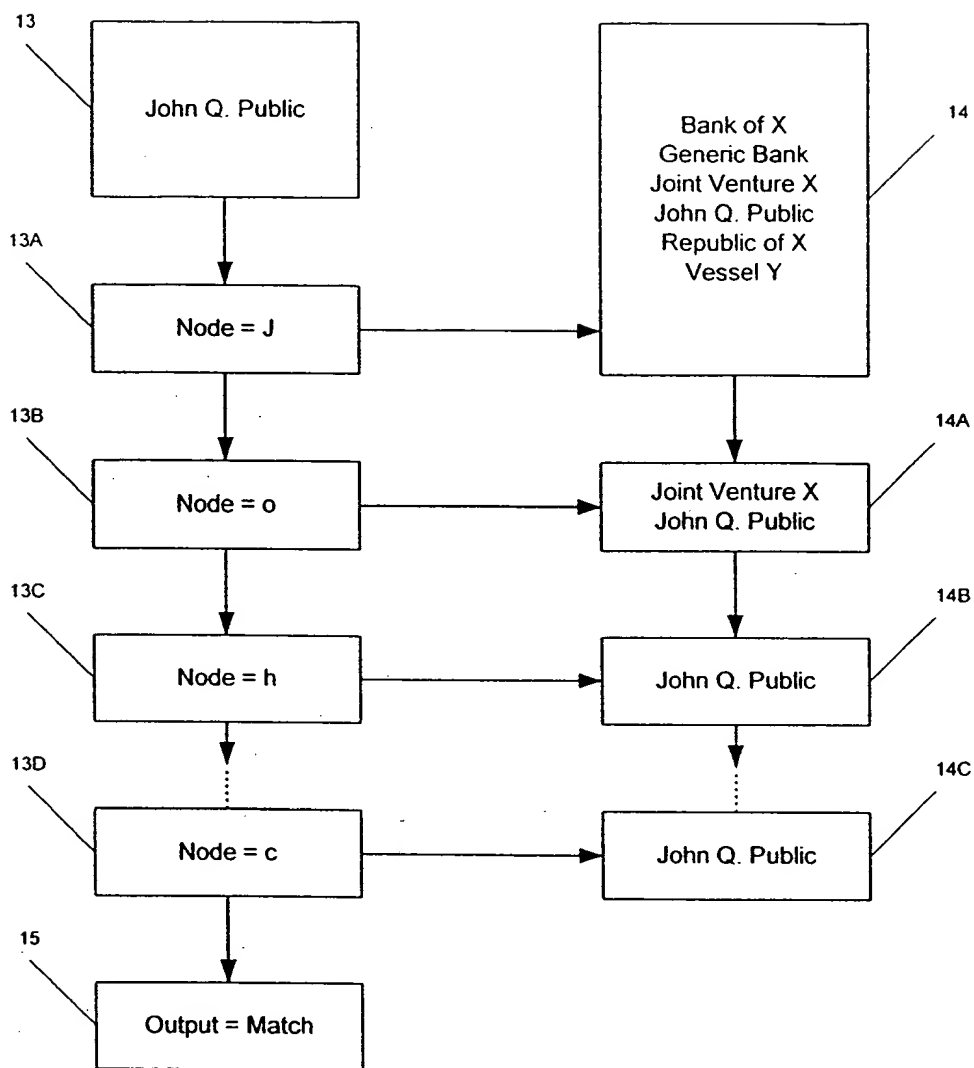 13
John Q. Public
Bank of X
Generic Bank
Joint Venture X
John Q. Public
Republic of X
Vessel Y
14
13A
Node = J
13B
Node = o
14A
Joint Venture X
John Q. Public
13C
Node = h
14B
John Q. Public
13D
Node = c
14C
John Q. Public
15
Output = Match